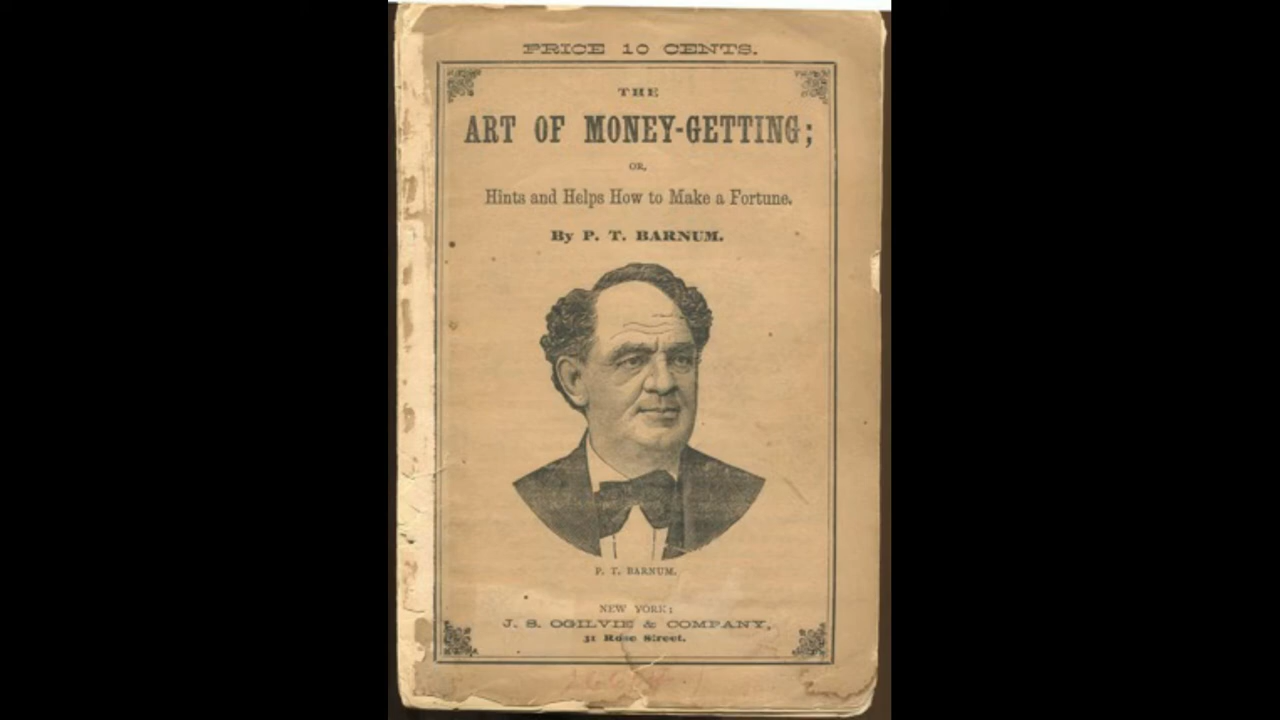 PRICE 10 CENTS.
THE
ART OF MONEY-GETTING;
OR,
Hints and Helps How to Make a Fortune.
By P. T. BARNUM.
P. T. BARNUM.
NEW YORK:
J. S. OGILVIE & COMPANY,
31 Rose Street.